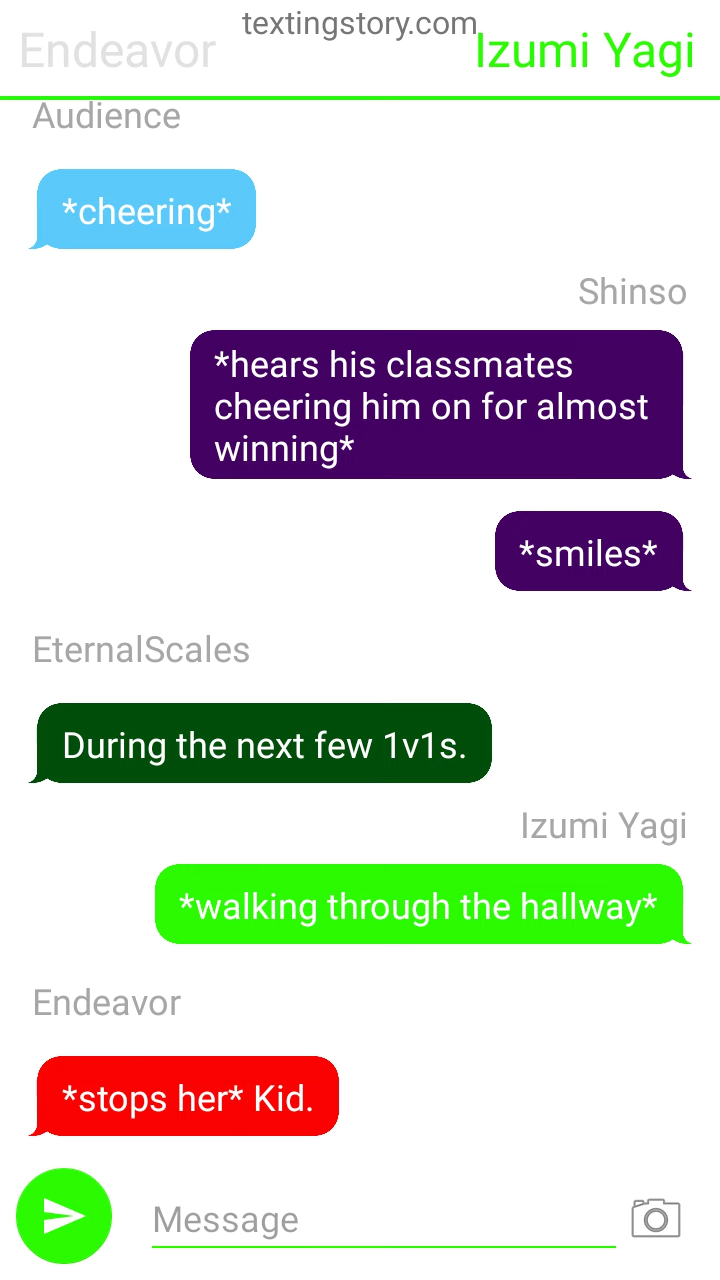 textingstory.com
Endeavor
Izumi Yagi
Audience
*cheering*
Shinso
*hears his classmates
cheering him on for almost
winning*
*smiles*
EternalScales
During the next few 1v1s.
Izumi Yagi
*walking through the hallway*
Endeavor
*stops her* Kid.
Message